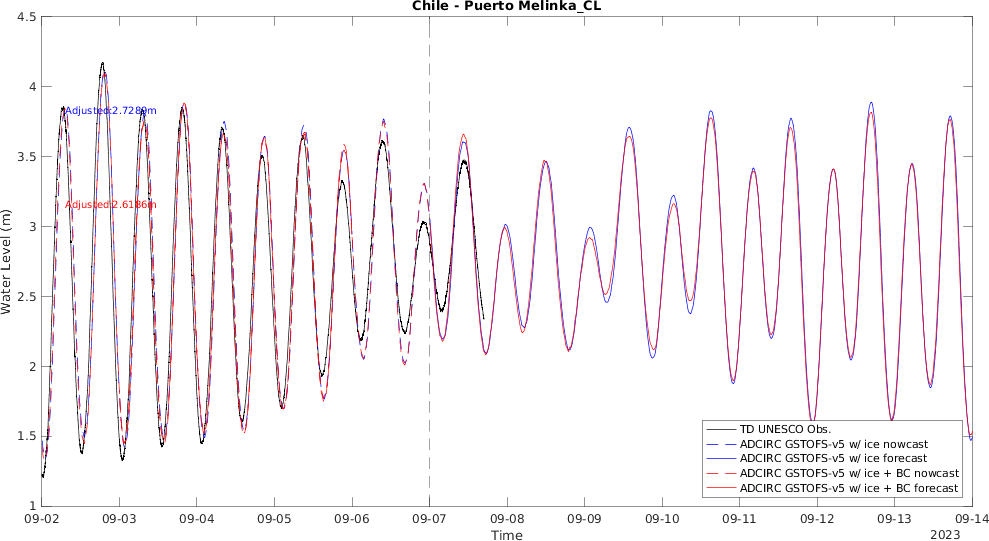 Chile - Puerto Melinka_CL
4.5
4
3.5
3
2.5
2
1.5
1
Water Level (m)
Adjusted:2.7289m
Adjusted:2.6186m
TD UNESCO Obs.
ADCIRC GSTOFS-v5 w/ ice nowcast
ADCIRC GSTOFS-v5 w/ ice forecast
ADCIRC GSTOFS-v5 w/ ice + BC nowcast
ADCIRC GSTOFS-v5 w/ ice + BC forecast
09-02 09-03 09-04 09-05 09-06 09-07 09-08 09-09 09-10 09-11 09-12 09-13 09-14
Time
2023